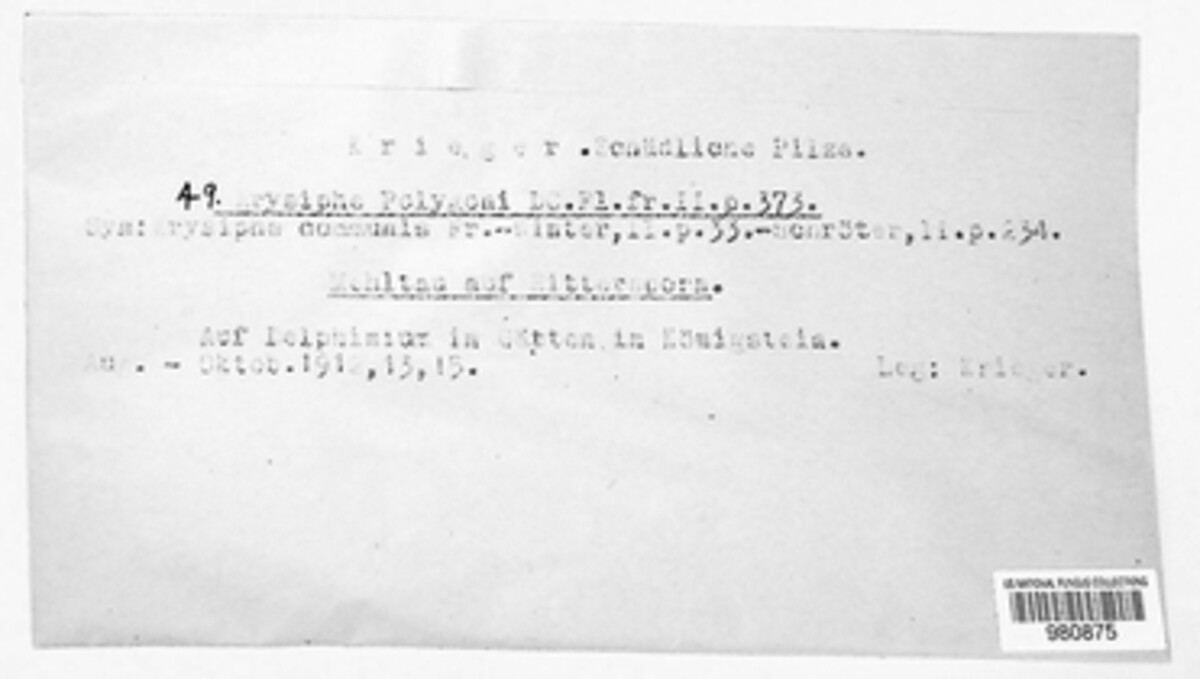 K r i e g e r .Schädliche Pilze.
49. Erysiphe Polygoni DC.Fl.fr.II.p.373.
Syn:Erysiphe communis Fr.-Winter,II.p.33.-Schröter,II.p.234.
Mehltau auf Rittersporn.
Auf Delphinium in Gärten in Königstein.
Aug. - Oktob.1912,13,15.
Leg: Krieger.
US NATIONAL FUNGUS COLLECTIONS
980875